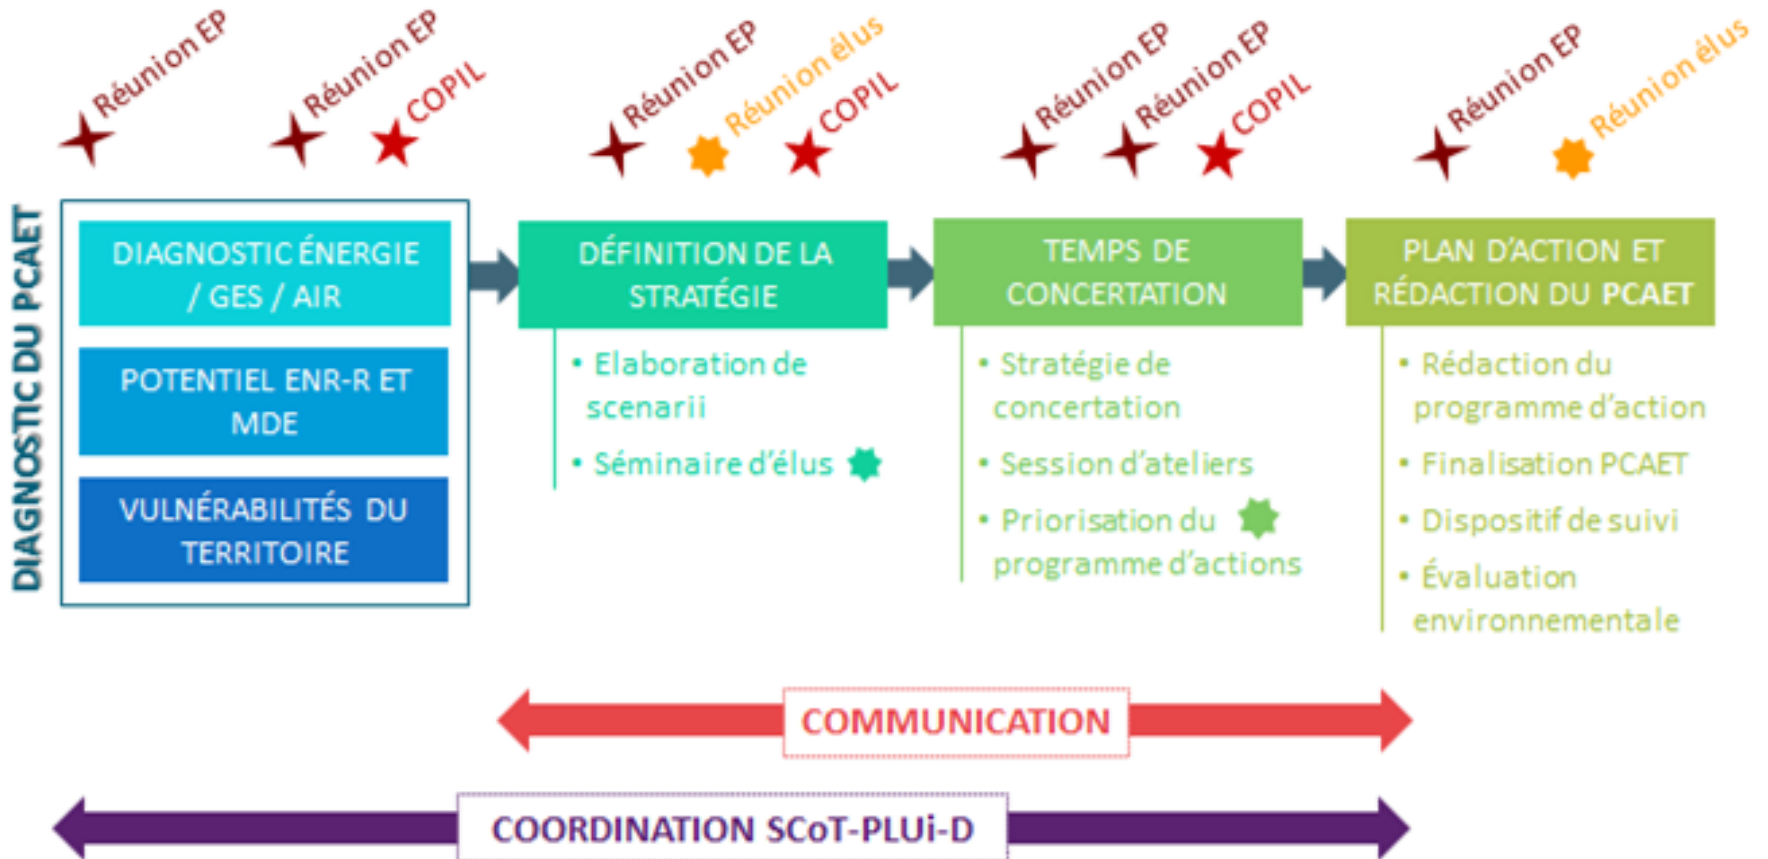 Réunion EP
Réunion EP
COPIL
Réunion EP
Réunion élus
COPIL
Réunion EP
Réunion EP
COPIL
Réunion EP
Réunion élus
DIAGNOSTIC DU PCAET
DIAGNOSTIC ÉNERGIE
/ GES / AIR
POTENTIEL ENR-R ET
MDE
VULNÉRABILITÉS DU
TERRITOIRE
DÉFINITION DE LA
STRATÉGIE
• Elaboration de
scenarii
• Séminaire d'élus
TEMPS DE
CONCERTATION
• Stratégie de
concertation
• Session d'ateliers
• Priorisation du
programme d'actions
PLAN D'ACTION ET
RÉDACTION DU PCAET
• Rédaction du
programme d'action
• Finalisation PCAET
• Dispositif de suivi
• Évaluation
environnementale
COMMUNICATION
COORDINATION SCoT-PLUi-D